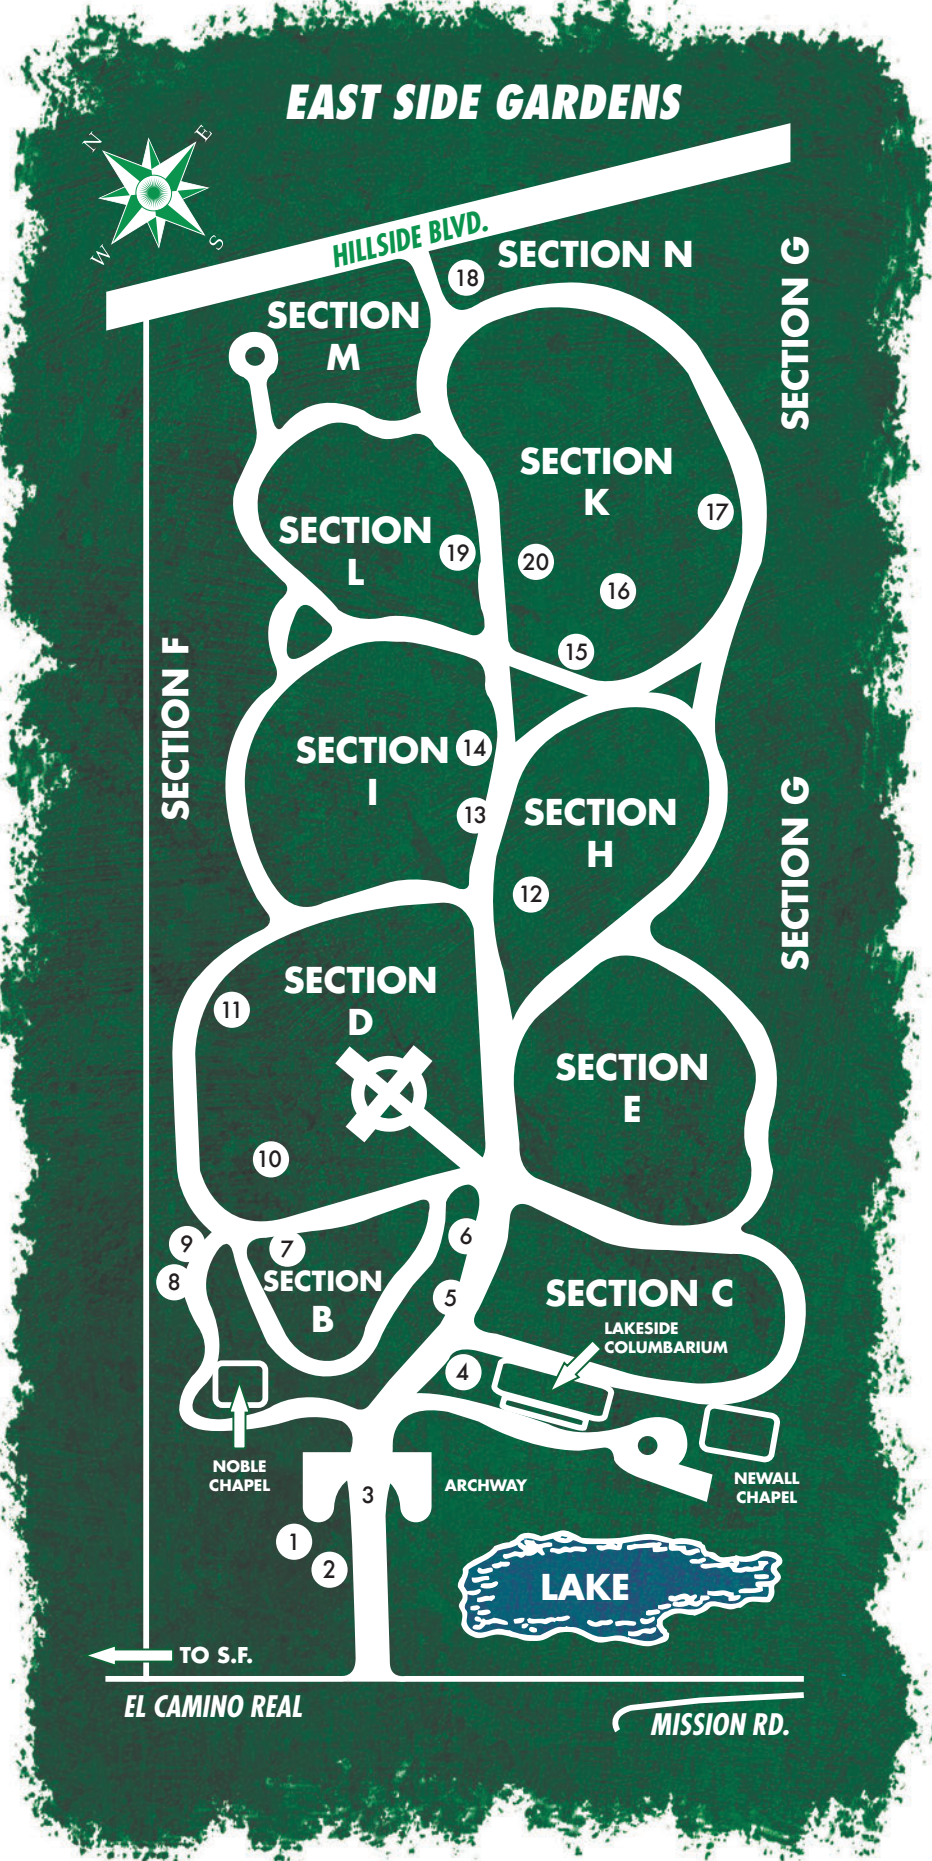 EAST SIDE GARDENS
N
E
W
S
HILLSIDE BLVD.
18
SECTION N
SECTION G
SECTION
M
SECTION
K
17
SECTION
L
19
20
16
15
SECTION F
SECTION
I
14
13
SECTION
H
12
SECTION G
SECTION
D
11
10
SECTION
E
9
8
7
SECTION
B
6
5
SECTION C
LAKESIDE
COLUMBARIUM
4
NOBLE
CHAPEL
ARCHWAY
3
NEWALL
CHAPEL
1
2
LAKE
TO S.F.
EL CAMINO REAL
MISSION RD.